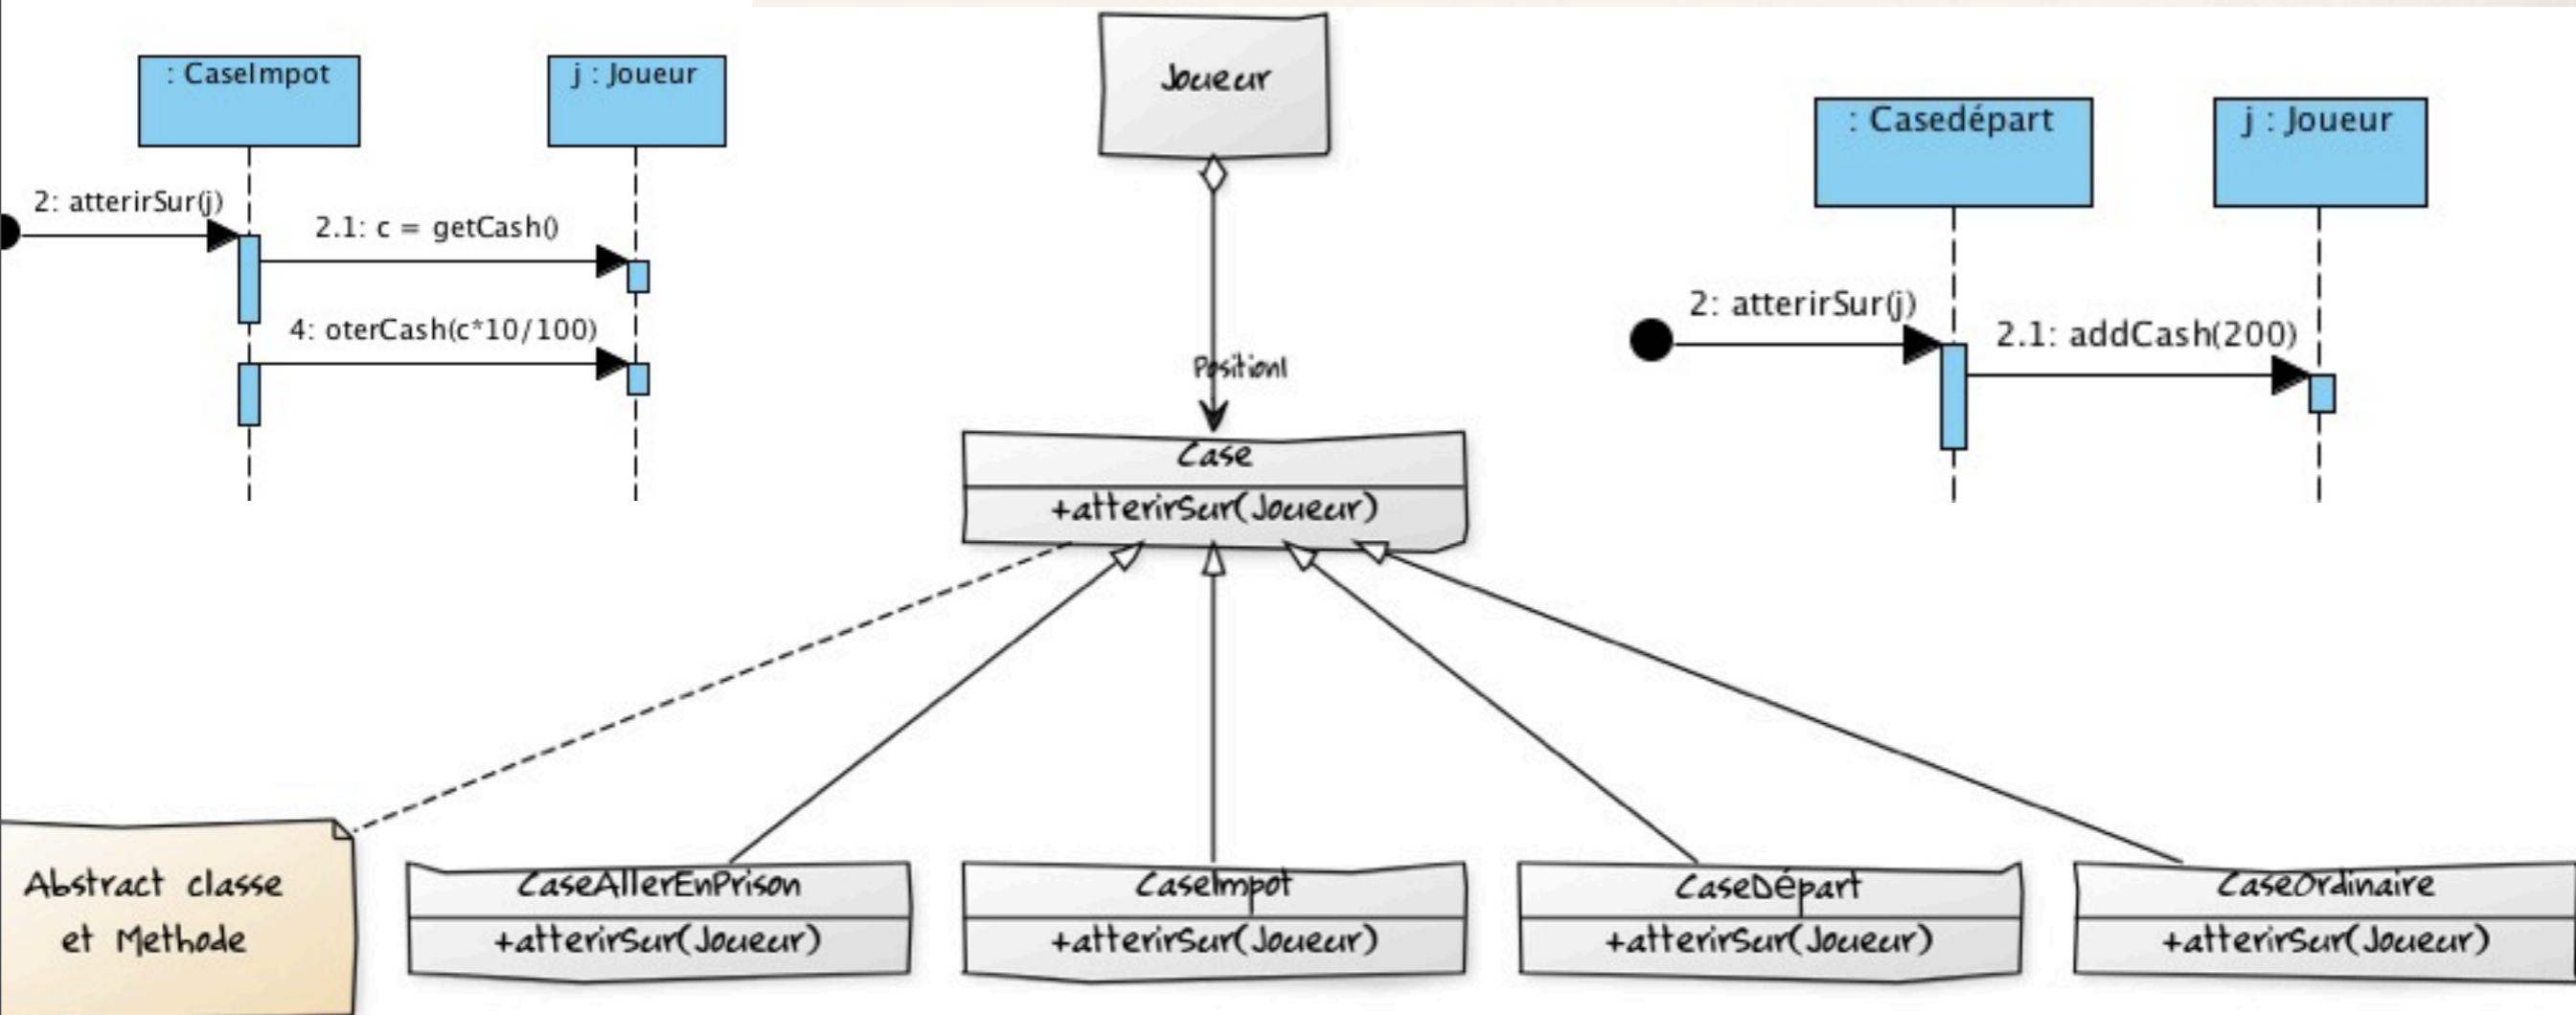 : CaseImpot
j : Joueur
2: atterirSur(j)
2.1: c = getCash()
4: oterCash(c*10/100)
Joueur
Position1
Case
+atterirSur(Joueur)
: Casedépart
j : Joueur
2: atterirSur(j)
2.1: addCash(200)
Abstract classe
et Methode
CaseAllerEnPrison
+atterirSur(Joueur)
CaseImpot
+atterirSur(Joueur)
CaseDépart
+atterirSur(Joueur)
CaseOrdinaire
+atterirSur(Joueur)